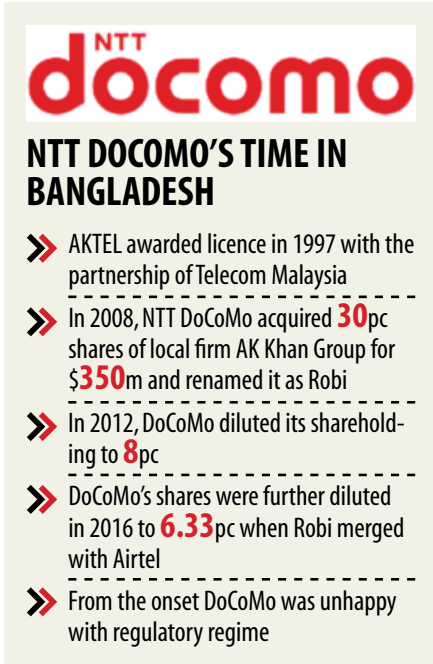 NTT
docomo
NTT DOCOMO'S TIME IN
BANGLADESH
AKTEL awarded licence in 1997 with the
partnership of Telecom Malaysia
In 2008, NTT DoCoMo acquired 30pc
shares of local firm AK Khan Group for
$350m and renamed it as Robi
In 2012, DoCoMo diluted its sharehold-
ing to 8pc
DoCoMo's shares were further diluted
in 2016 to 6.33pc when Robi merged
with Airtel
From the onset DoCoMo was unhappy
with regulatory regime